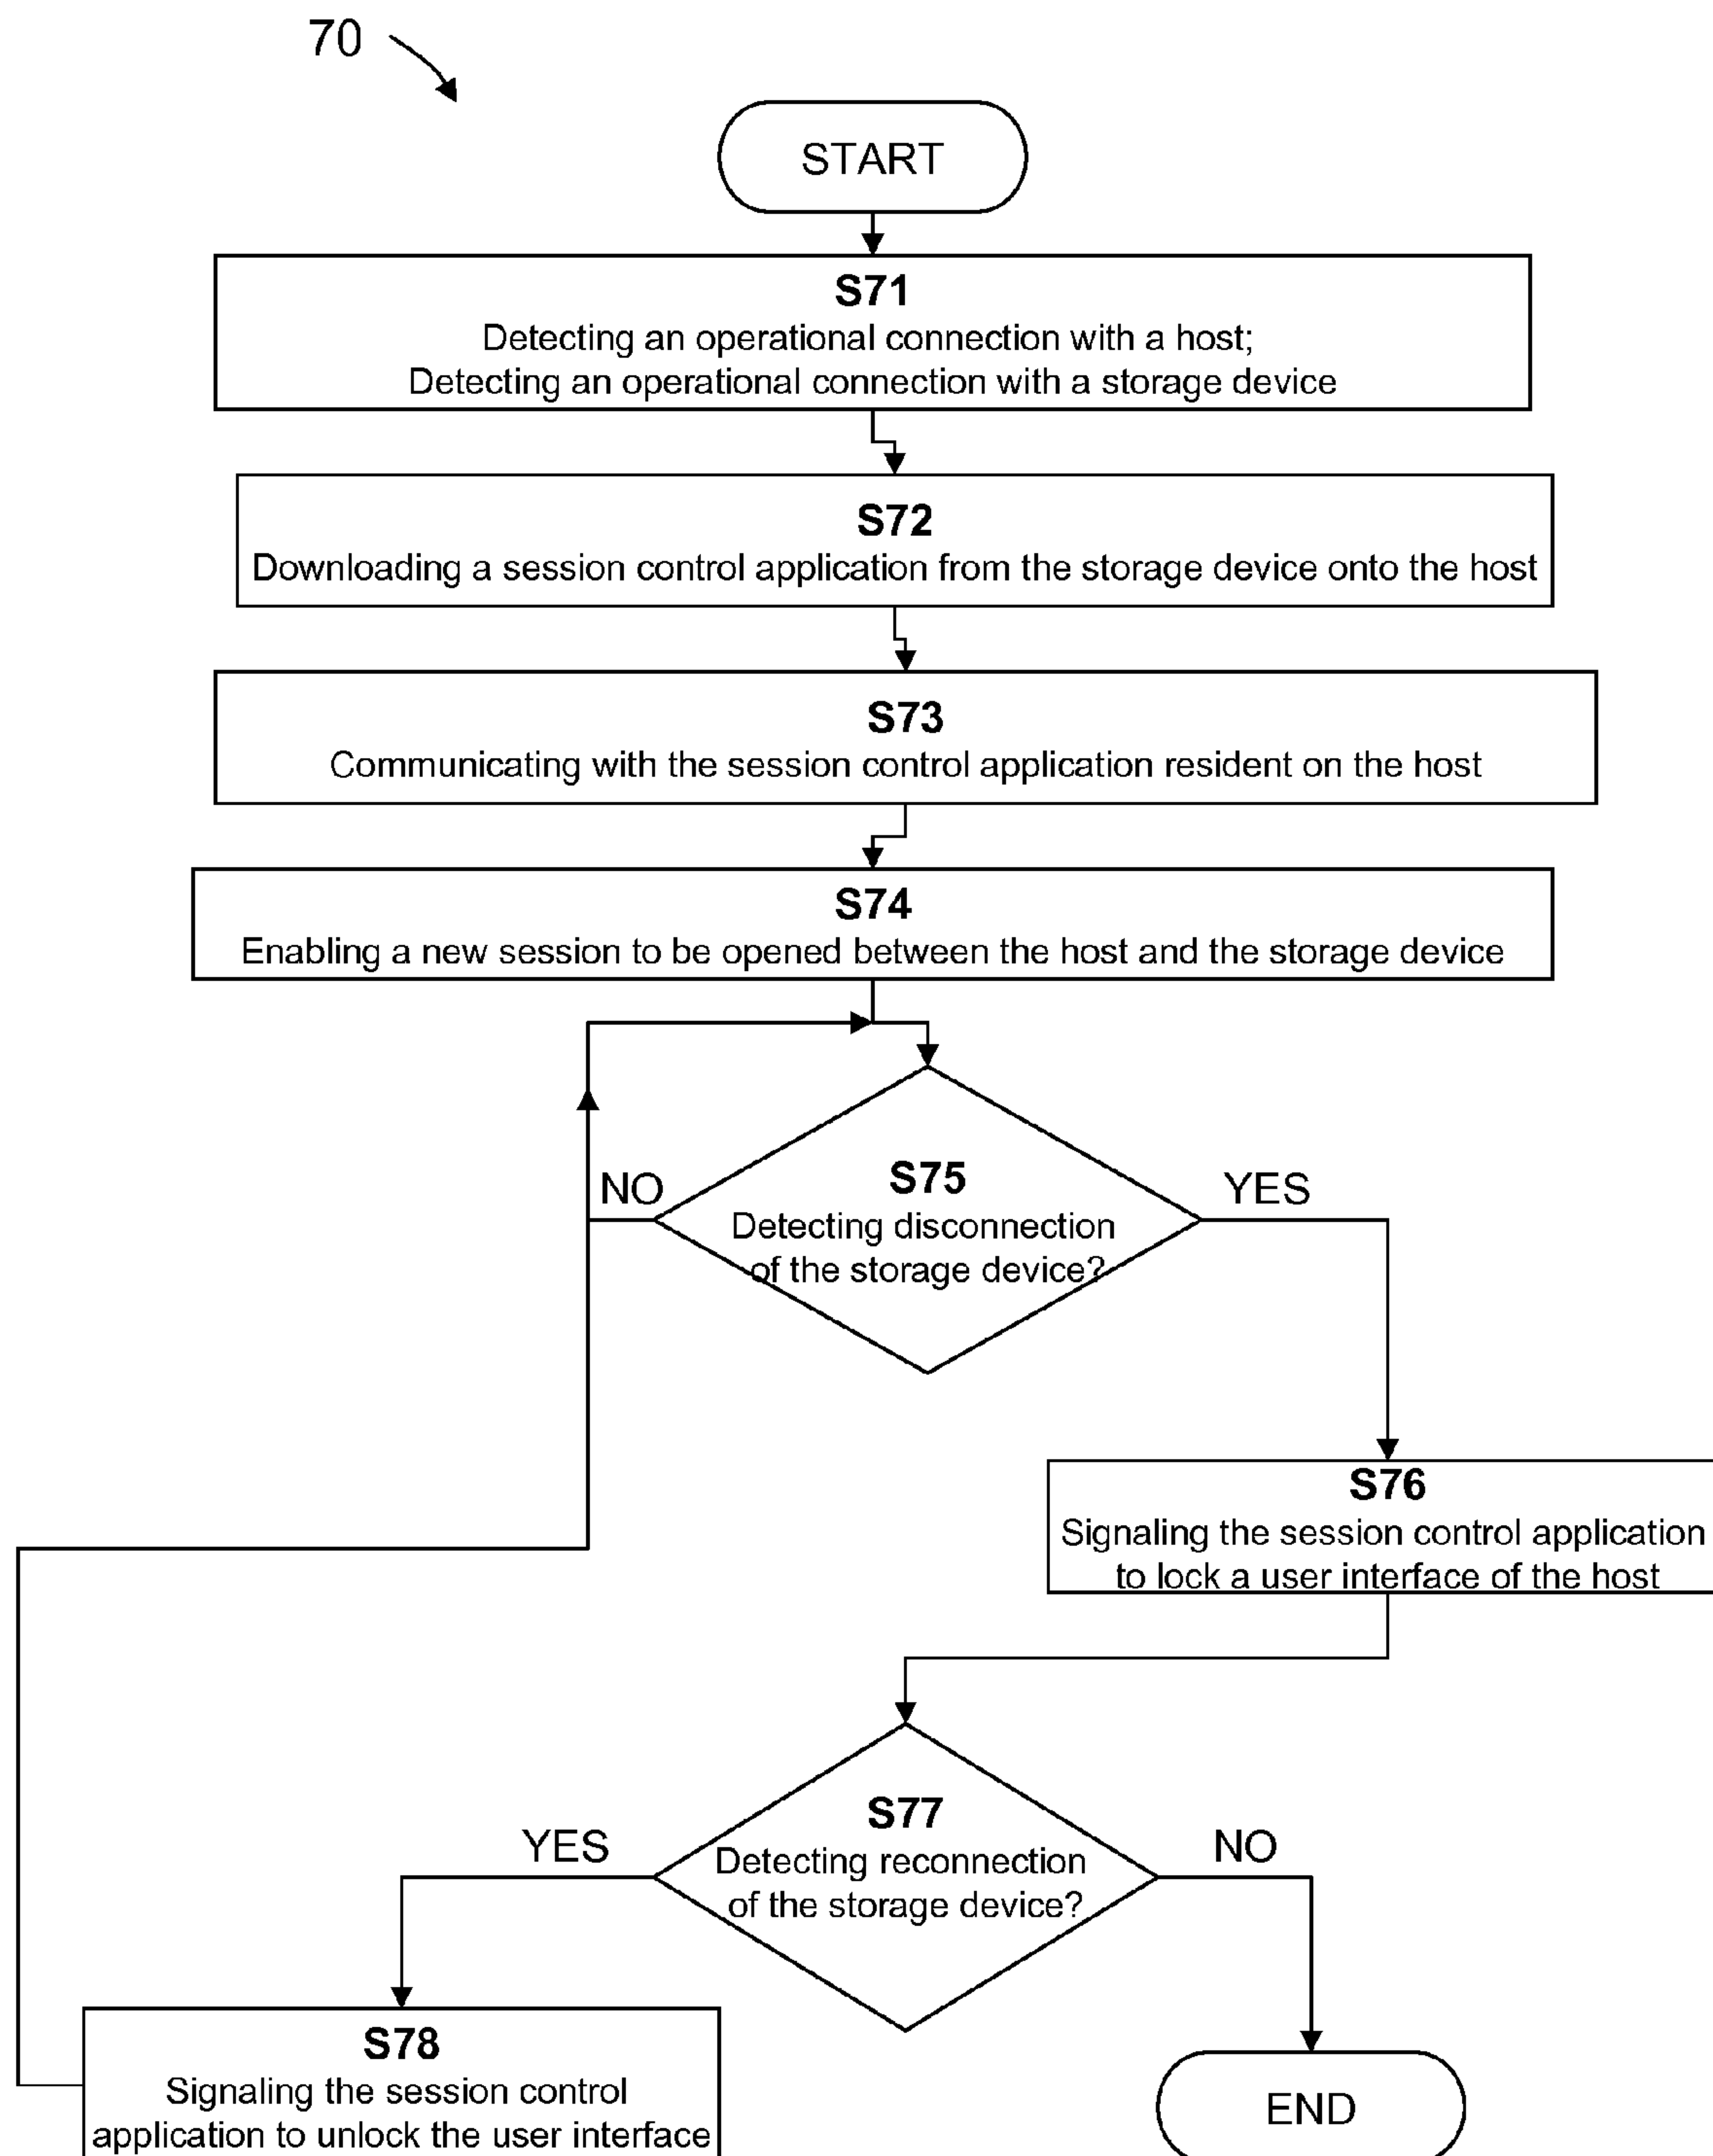 70
START
S71
Detecting an operational connection with a host;
Detecting an operational connection with a storage device
S72
Downloading a session control application from the storage device onto the host
S73
Communicating with the session control application resident on the host
S74
Enabling a new session to be opened between the host and the storage device
NO
S75
Detecting disconnection
of the storage device?
YES
S76
Signaling the session control application
to lock a user interface of the host
YES
S77
Detecting reconnection
of the storage device?
NO
S78
Signaling the session control
application to unlock the user interface
END